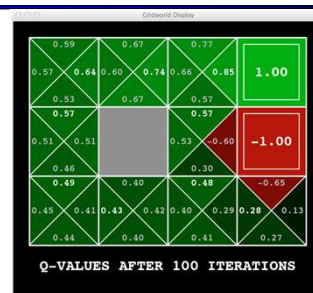 Gridworld Display
0.59 0.67 0.77
0.57 0.64 0.60 0.74 0.66 0.85 1.00
0.53 0.67 0.57
0.57 0.57
0.51 0.51 0.53 -0.60 -1.00
0.46 0.30
0.49 0.40 0.48 -0.65
0.45 0.41 0.43 0.42 0.40 0.29 0.28 0.13
0.44 0.40 0.41 0.27
Q-VALUES AFTER 100 ITERATIONS